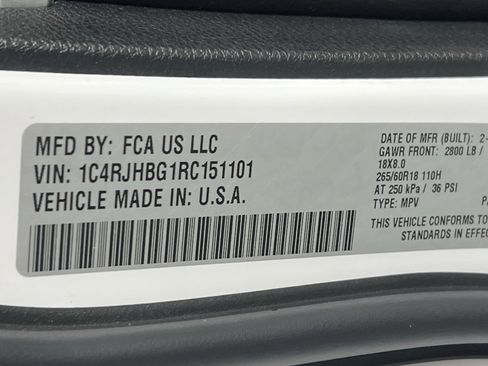 MFD BY: FCA US LLC
VIN: 1C4RJHBG1RC151101
VEHICLE MADE IN: U.S.A.
DATE OF MFR (BUILT): 2-
GAWR FRONT: 2800 LB /
18X8.0
265/60R18 110H
AT 250 kPa / 36 PSI
TYPE: MPV
THIS VEHICLE CONFORMS TO
STANDARDS IN EFFEC